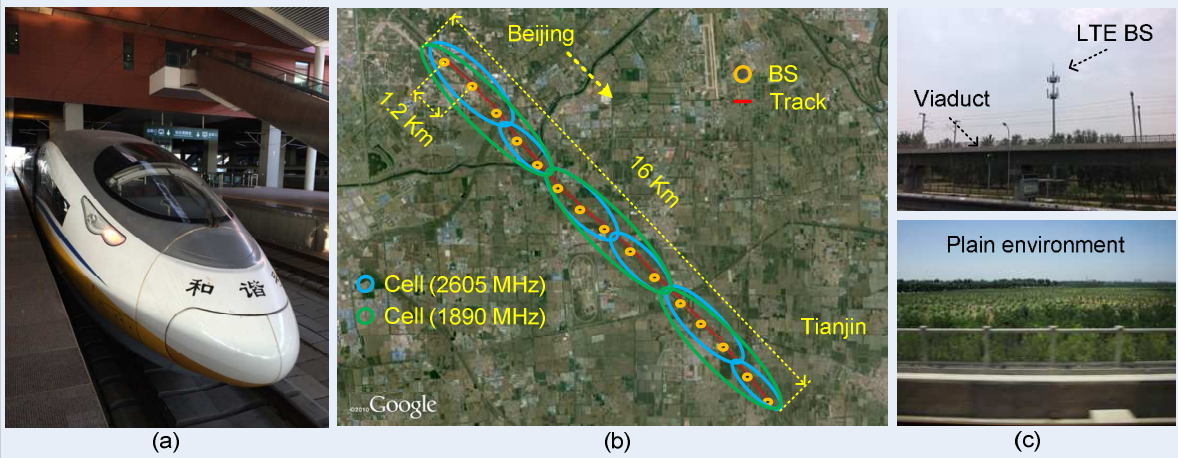 和 谐
(a)
Beijing
BS
Track
1.2 Km
16 Km
Cell (2605 MHz)
Cell (1890 MHz)
Tianjin
©2010 Google
(b)
LTE BS
Viaduct
Plain environment
(c)